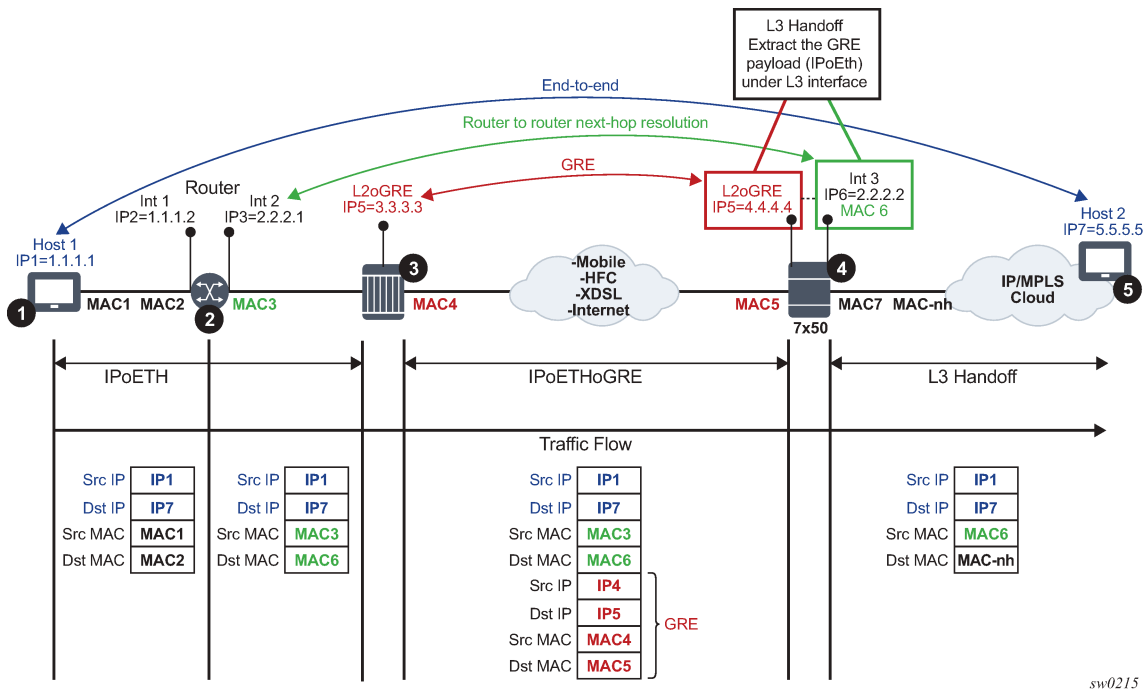 L3 Handoff
Extract the GRE
payload (IPoEth)
under L3 interface
End-to-end
Router to router next-hop resolution
GRE
Router
Int 1
IP2=1.1.1.2
Int 2
IP3=2.2.2.1
L2oGRE
IP5=3.3.3.3
L2oGRE
IP5=4.4.4.4
Int 3
IP6=2.2.2.2
MAC 6
Host 2
IP7=5.5.5.5
Host 1
IP1=1.1.1.1
1
MAC1
MAC2
2
MAC3
3
MAC4
-Mobile
-HFC
-XDSL
-Internet
MAC5
4
7x50
MAC7
MAC-nh
IP/MPLS
Cloud
5
IPoETH
IPoETHoGRE
L3 Handoff
Traffic Flow
Src IP IP1
Dst IP IP7
Src MAC MAC1
Dst MAC MAC2
Src IP IP1
Dst IP IP7
Src MAC MAC3
Dst MAC MAC6
Src IP IP1
Dst IP IP7
Src MAC MAC3
Dst MAC MAC6
Src IP IP4
Dst IP IP5
Src MAC MAC4
Dst MAC MAC5
GRE
Src IP IP1
Dst IP IP7
Src MAC MAC6
Dst MAC MAC-nh
sw0215